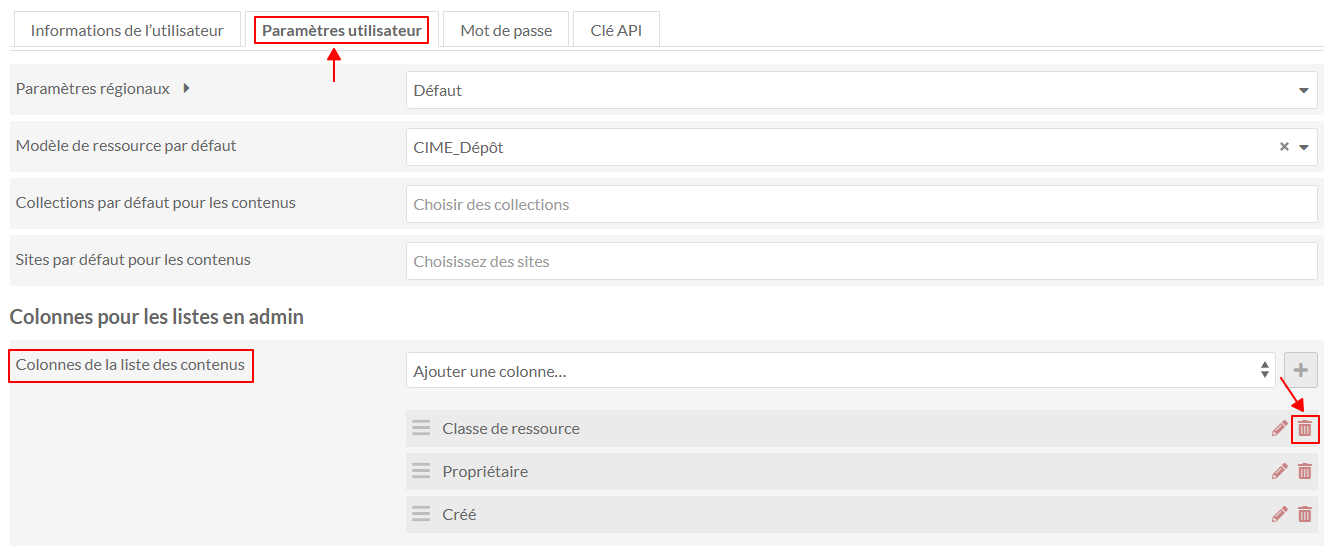 Informations de l’utilisateur Paramètres utilisateur Mot de passe Clé API
Paramètres régionaux Défaut
Modèle de ressource par défaut CIME_Dépôt
Collections par défaut pour les contenus Choisir des collections
Sites par défaut pour les contenus Choisissez des sites
Colonnes pour les listes en admin
Colonnes de la liste des contenus Ajouter une colonne…
Classe de ressource
Propriétaire
Créé